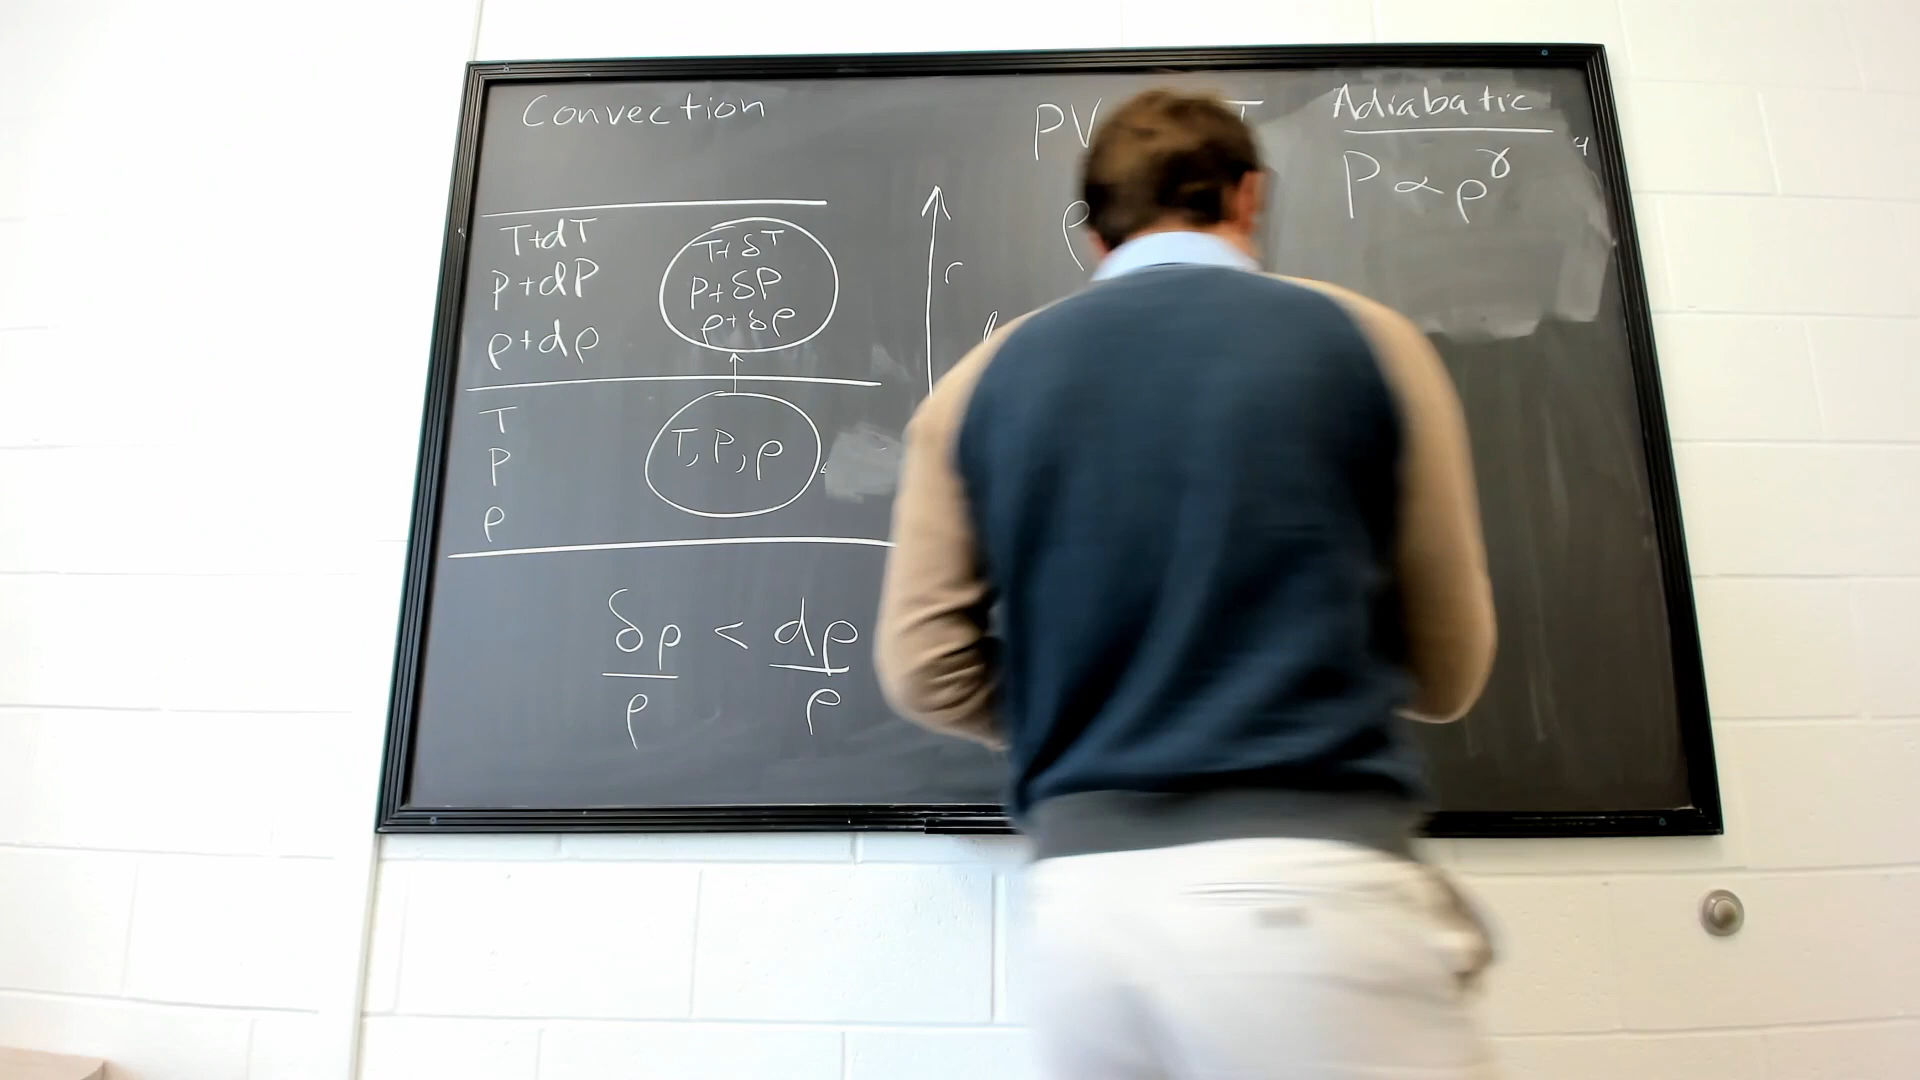 Convection
T+dT
P+dP
ρ+dρ
T+δT
P+δP
ρ+δρ
T
P
ρ
T, P, ρ
δρ/ρ < dρ/ρ
r
PV
T
ρ
Adiabatic
P ∝ ρ^γ